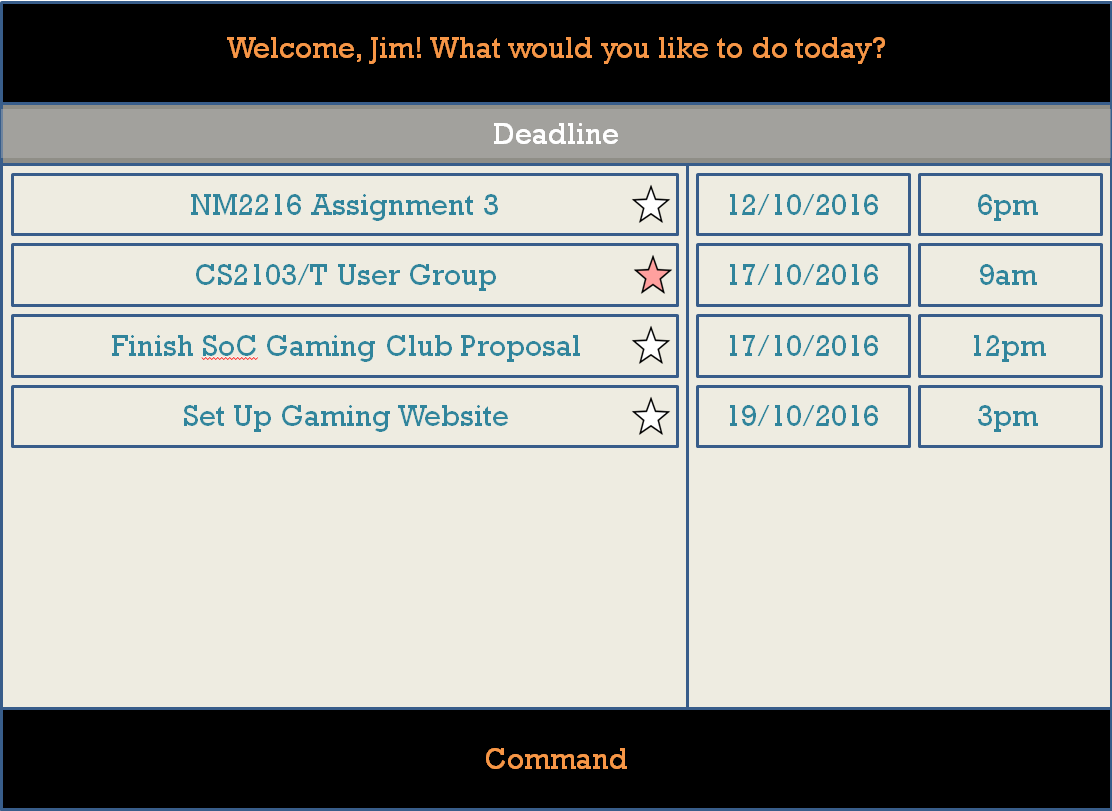 Welcome, Jim! What would you like to do today?
Deadline
NM2216 Assignment 3 12/10/2016 6pm
CS2103/T User Group 17/10/2016 9am
Finish SoC Gaming Club Proposal 17/10/2016 12pm
Set Up Gaming Website 19/10/2016 3pm
Command